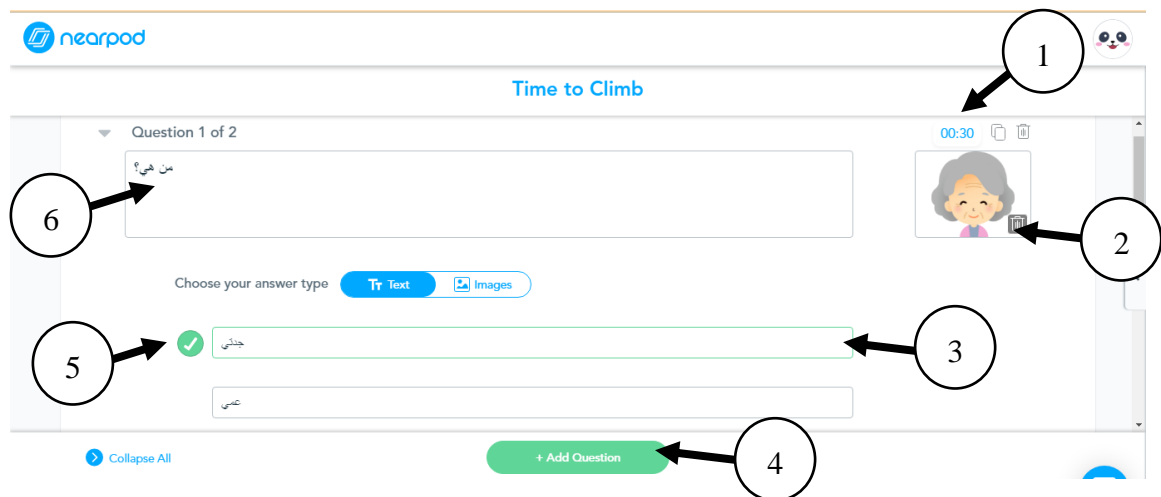 nearpod
1
Time to Climb
Question 1 of 2
00:30
من هي؟
6
2
Choose your answer type
Tт Text
Images
5
جدتي
3
عمي
Collapse All
+ Add Question
4